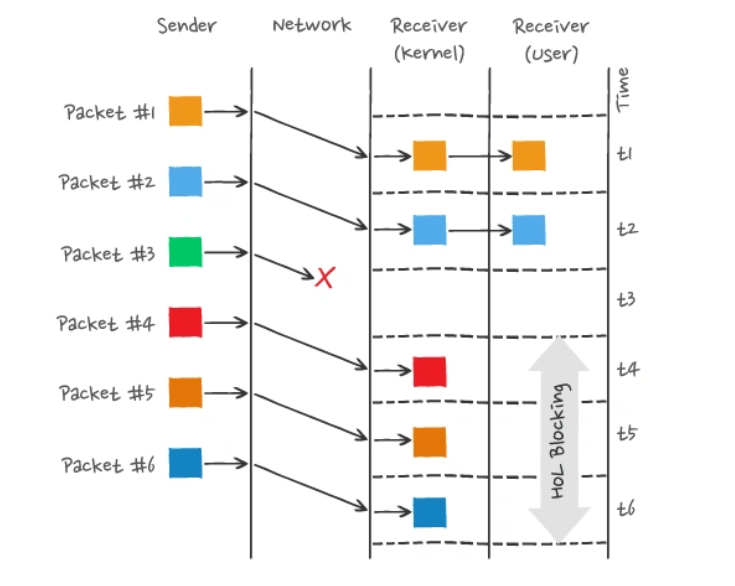 Sender
Network
Receiver
(kernel)
Receiver
(user)
Time
Packet #1
t1
Packet #2
t2
Packet #3
X
t3
Packet #4
t4
Packet #5
t5
Packet #6
t6
HoL Blocking